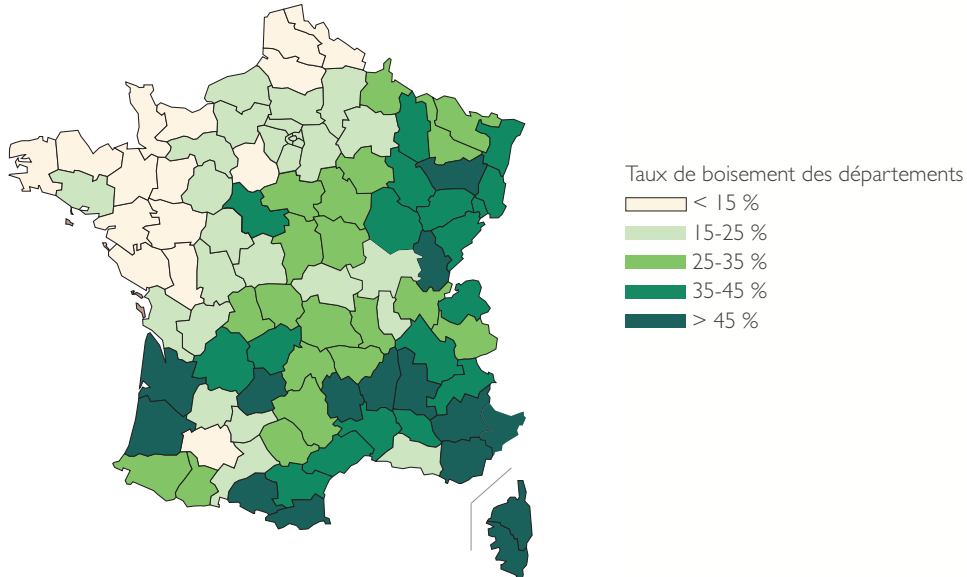 Taux de boisement des départements
< 15 %
15-25 %
25-35 %
35-45 %
> 45 %